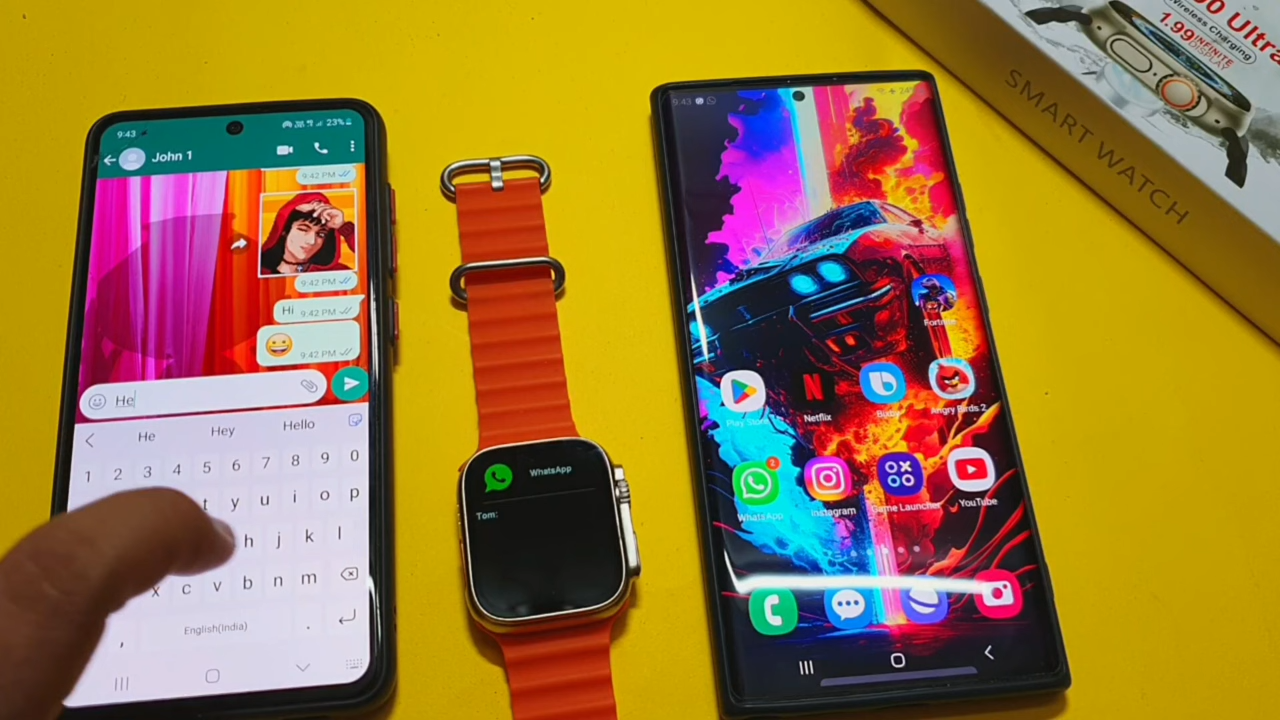 9:43
23%
John 1
9:42 PM
9:42 PM
Hi 9:42 PM
9:42 PM
He
He Hey Hello
1 2 3 4 5 6 7 8 9 0
t y u i o p
h j k l
x c v b n m
, English(India) .
WhatsApp
Tom:
9:43
Fortnite
Play Store
Netflix
Bixby
Angry Birds 2
2
WhatsApp
Instagram
Game Launcher
YouTube
00 Ultra
Wireless Charging
1.99 INFINITE
DISPLAY
SMART WATCH